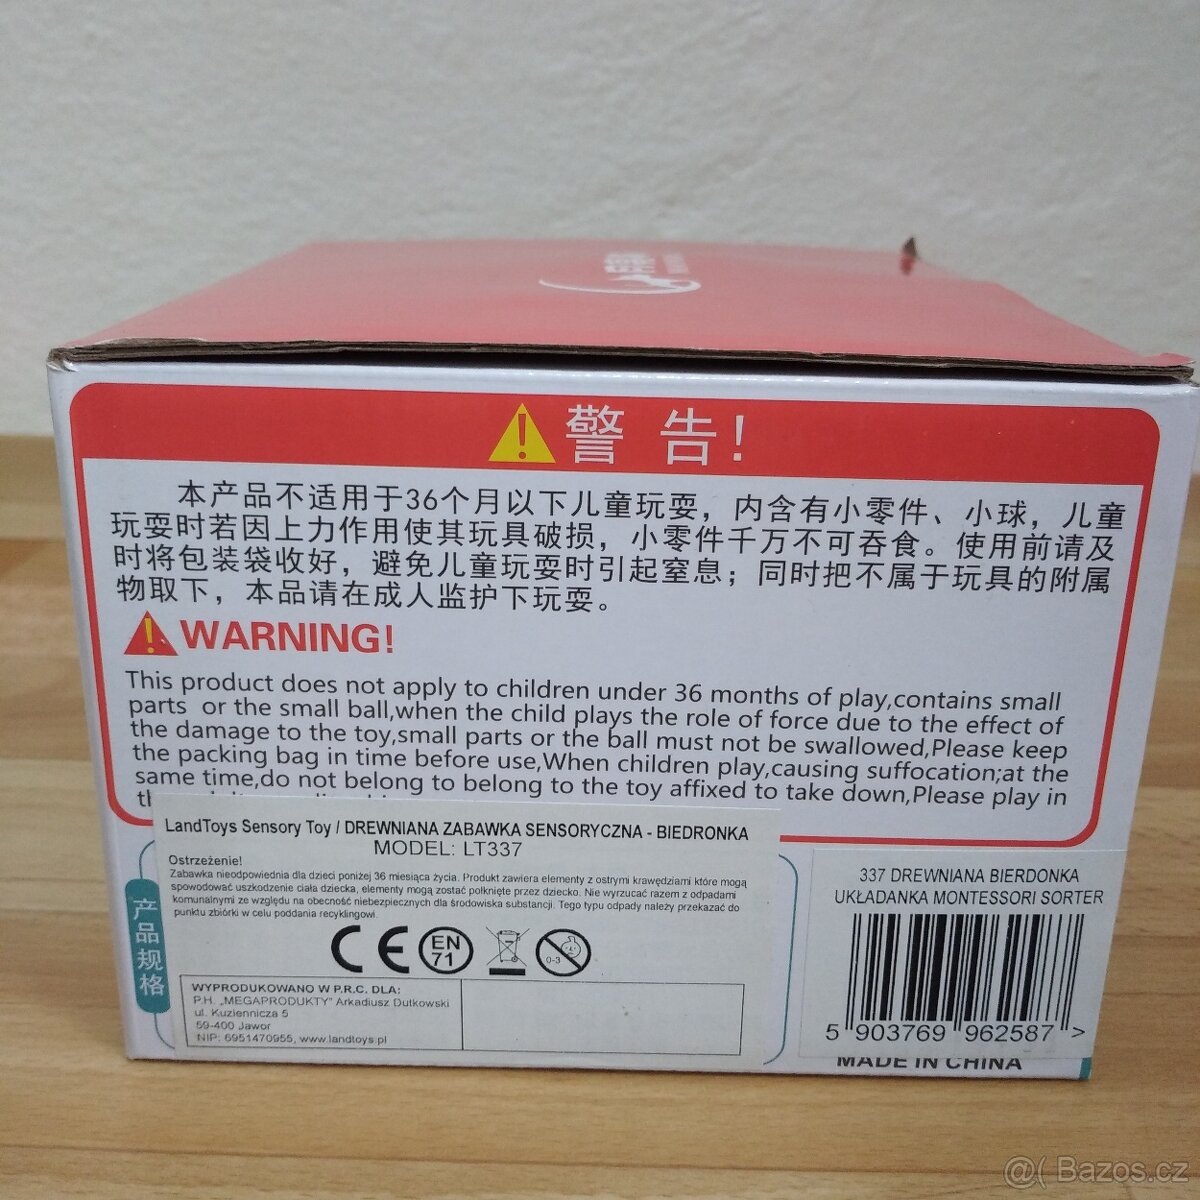 警 告!
本产品不适用于36个月以下儿童玩耍，内含有小零件、小球，儿童
玩耍时若因上力作用使其玩具破损，小零件千万不可吞食。使用前请及
时将包装袋收好，避免儿童玩耍时引起窒息；同时把不属于玩具的附属
物取下，本品请在成人监护下玩耍。
WARNING!
This product does not apply to children under 36 months of play,contains small
parts or the small ball,when the child plays the role of force due to the effect of
the damage to the toy,small parts or the ball must not be swallowed,Please keep
the packing bag in time before use,When children play,causing suffocation;at the
same time,do not belong to belong to the toy affixed to take down,Please play in
LandToys Sensory Toy / DREWNIANA ZABAWKA SENSORYCZNA - BIEDRONKA
MODEL: LT337
Ostrzeżenie!
Zabawka nieodpowiednia dla dzieci poniżej 36 miesiąca życia. Produkt zawiera elementy z ostrymi krawędziami które mogą
spowodować uszkodzenie ciała dziecka, elementy mogą zostać połknięte przez dziecko. Nie wyrzucać razem z odpadami
komunalnymi ze względu na obecność niebezpiecznych dla środowiska substancji. Tego typu odpady należy przekazać do
punktu zbiórki w celu poddania recyklingowi.
CE
EN
71
0-3
WYPRODUKOWANO W P.R.C. DLA:
P.H. „MEGAPRODUKTY" Arkadiusz Dutkowski
ul. Kuziennicza 5
59-400 Jawor
NIP: 6951470955, www.landtoys.pl
产品规格
337 DREWNIANA BIERDONKA
UKŁADANKA MONTESSORI SORTER
5 903769 962587 >
MADE IN CHINA
@( Bazos.cz